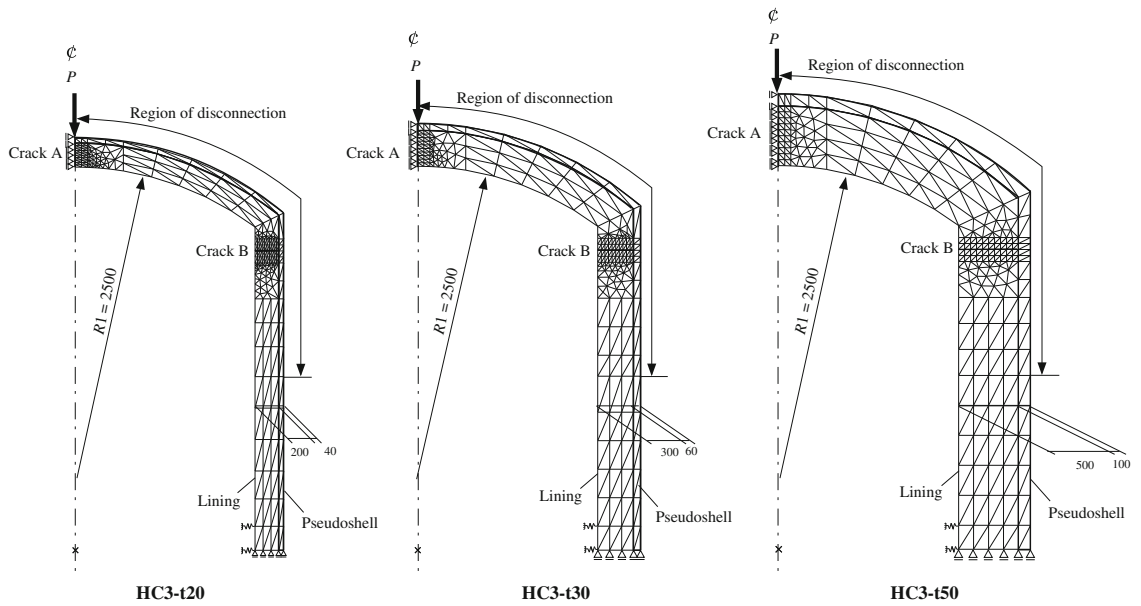 ₵
P
Region of disconnection
Crack A
R1 = 2500
Crack B
200 40
Lining
Pseudoshell
HC3-t20
₵
P
Region of disconnection
Crack A
R1 = 2500
Crack B
300 60
Lining
Pseudoshell
HC3-t30
₵
P
Region of disconnection
Crack A
R1 = 2500
Crack B
500 100
Lining
Pseudoshell
HC3-t50